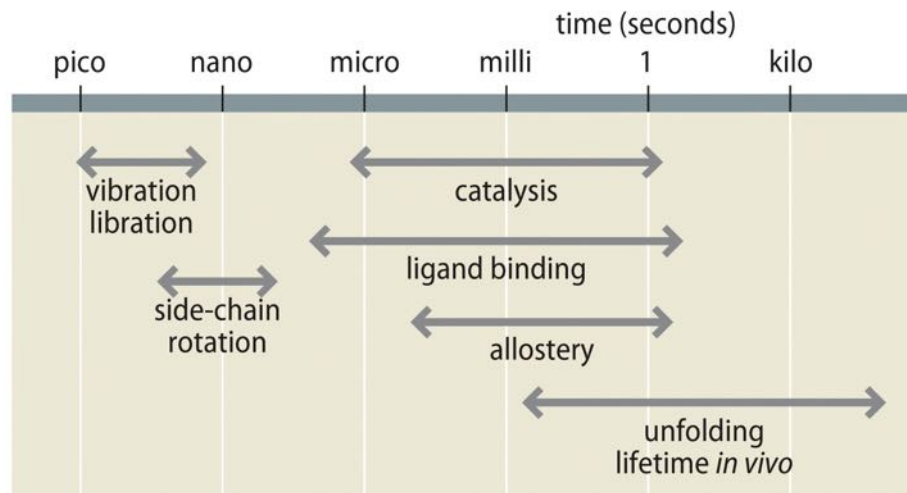 time (seconds)
pico nano micro milli 1 kilo
vibration
libration
catalysis
ligand binding
side-chain
rotation
allostery
unfolding
lifetime in vivo